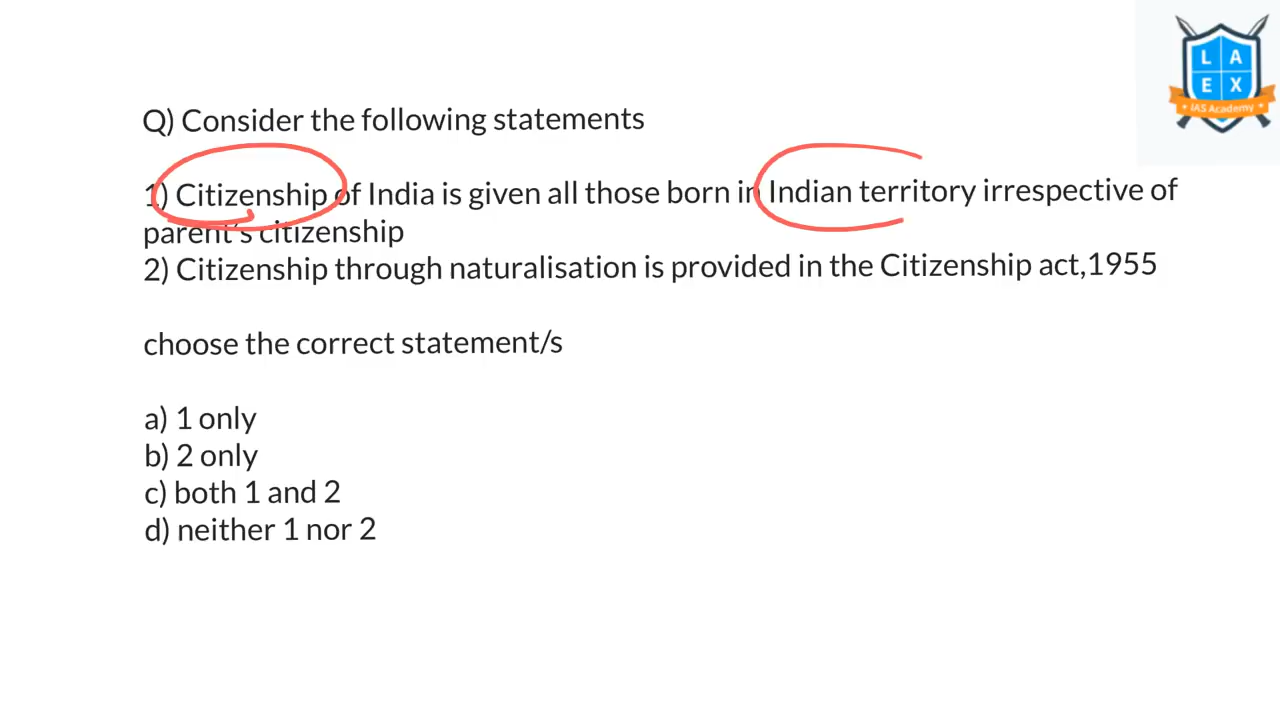 L A
E X
IAS Academy
Q) Consider the following statements
1) Citizenship of India is given all those born in Indian territory irrespective of
parent's citizenship
2) Citizenship through naturalisation is provided in the Citizenship act,1955
choose the correct statement/s
a) 1 only
b) 2 only
c) both 1 and 2
d) neither 1 nor 2